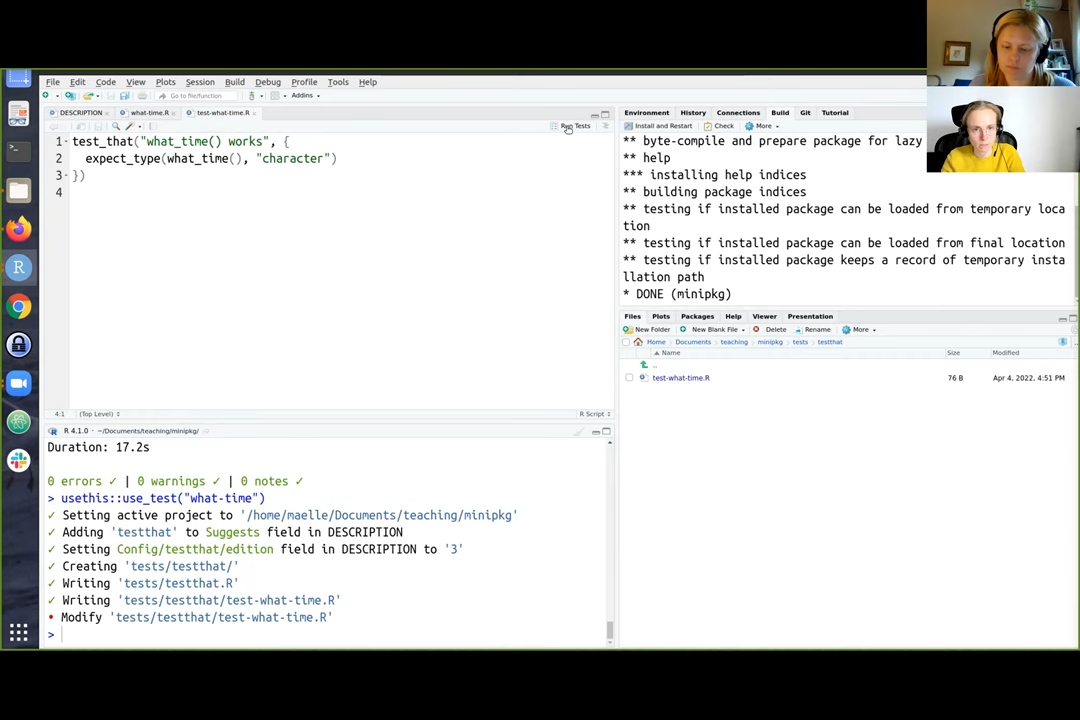 File Edit Code View Plots Session Build Debug Profile Tools Help
Go to file/function Addins
DESCRIPTION what-time.R test-what-time.R
Run Tests
1 test_that("what_time() works", {
2 expect_type(what_time(), "character")
3 })
4
4:1 (Top Level) R Script
R 4.1.0 · ~/Documents/teaching/minipkg/
Duration: 17.2s
0 errors ✓ | 0 warnings ✓ | 0 notes ✓
> usethis::use_test("what-time")
✓ Setting active project to '/home/maelle/Documents/teaching/minipkg'
✓ Adding 'testthat' to Suggests field in DESCRIPTION
✓ Setting Config/testthat/edition field in DESCRIPTION to '3'
✓ Creating 'tests/testthat/'
✓ Writing 'tests/testthat.R'
✓ Writing 'tests/testthat/test-what-time.R'
• Modify 'tests/testthat/test-what-time.R'
>
Environment History Connections Build Git Tutorial
Install and Restart Check More
** byte-compile and prepare package for lazy
** help
*** installing help indices
** building package indices
** testing if installed package can be loaded from temporary loca
tion
** testing if installed package can be loaded from final location
** testing if installed package keeps a record of temporary insta
llation path
* DONE (minipkg)
Files Plots Packages Help Viewer Presentation
New Folder New Blank File Delete Rename More
Home Documents teaching minipkg tests testthat
Name Size Modified
..
test-what-time.R 76 B Apr 4, 2022, 4:51 PM